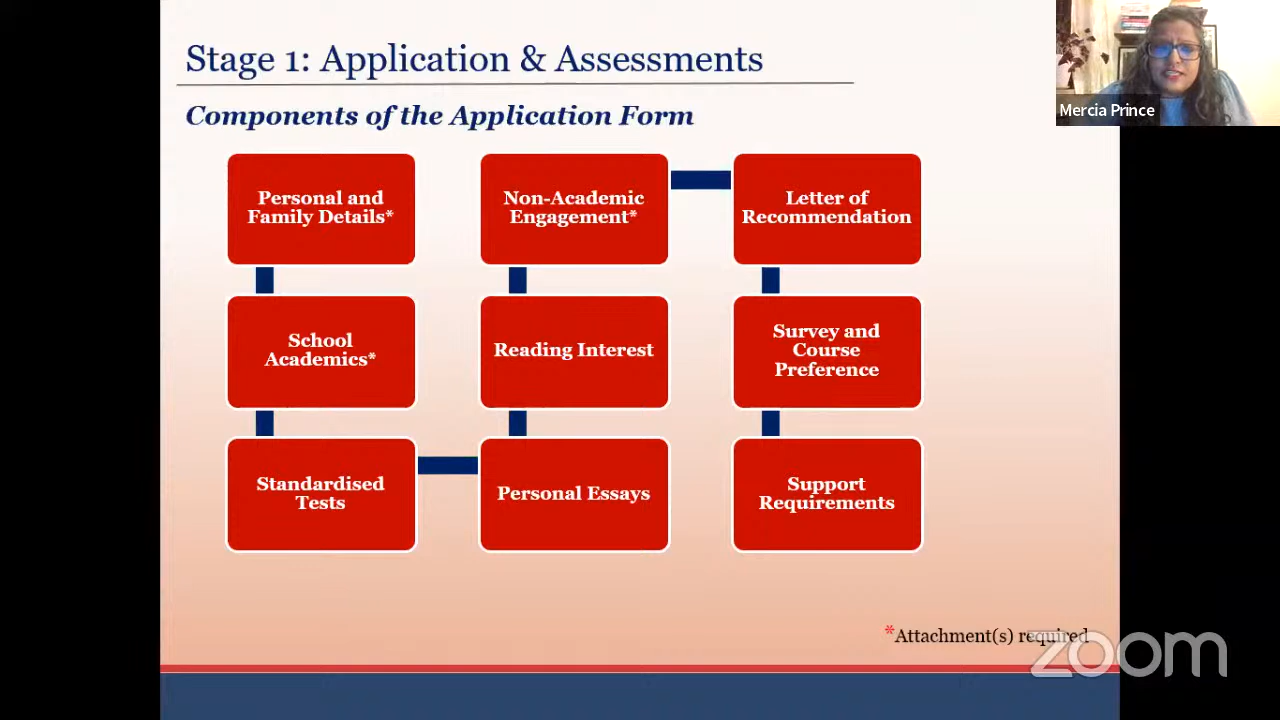 Stage 1: Application & Assessments
Components of the Application Form
Personal and
Family Details*
School
Academics*
Standardised
Tests
Personal Essays
Reading Interest
Non-Academic
Engagement*
Letter of
Recommendation
Survey and
Course
Preference
Support
Requirements
*Attachment(s) required
zoom
Mercia Prince